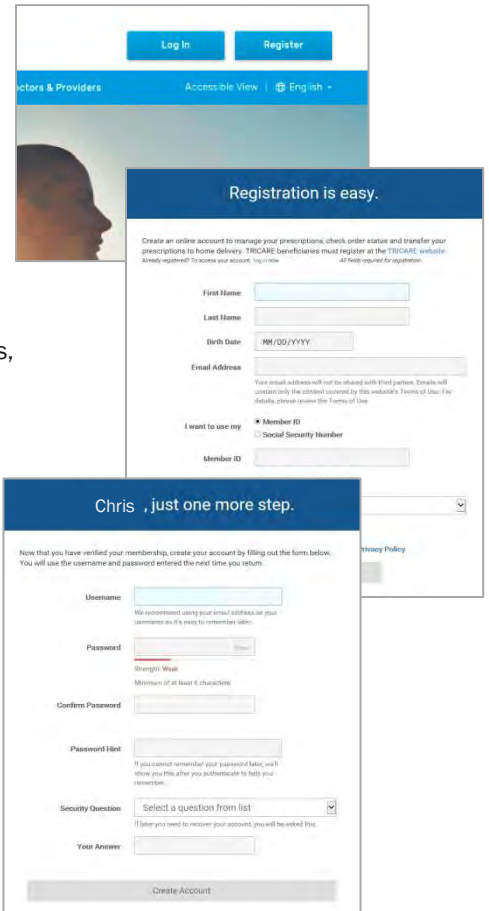 Log In
Register
ctors & Providers
Accessible View | English
Registration is easy.
Create an online account to manage your prescriptions, check order status and transfer your
prescriptions to home delivery. TRICARE beneficiaries must register at the TRICARE website
Already registered? To access your account, log in now.
All fields required for registration
First Name
Last Name
Birth Date
MM/DD/YYYY
Email Address
Your email address will not be shared with third parties. Emails will
contain only the content covered by this website's Terms of Use. For
details, please review the Terms of Use.
s,
I want to use my
Member ID
Social Security Number
Member ID
rivacy Policy
Chris , just one more step.
Now that you have verified your membership, create your account by filling out the form below.
You will use the username and password entered the next time you return.
Username
We recommend using your email address as your
username as it's easy to remember later.
Password
Show
Strength: Weak
Minimum of at least 6 characters
Confirm Password
Password Hint
If you cannot remember your password later, we'll
show you this after you authenticate to help you
remember.
Security Question
Select a question from list
If later you need to recover your account, you will be asked this.
Your Answer
Create Account